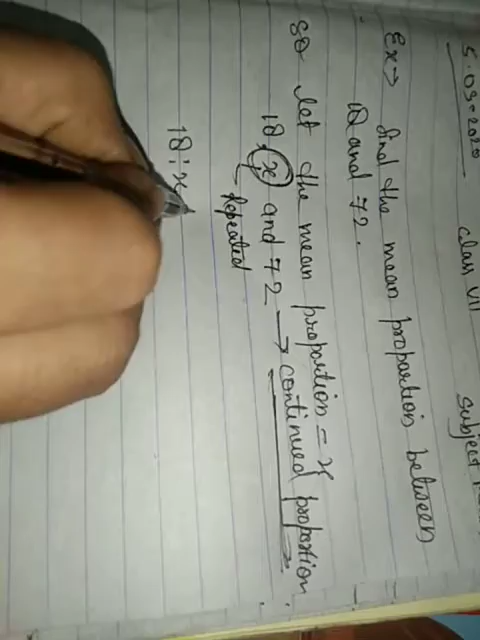 5.05.2020 class VII subject
Ex→ find the mean proportion between
18 and 72.
so let the mean proportion = x
18, x and 72 → continued proportion
repeated
18:x